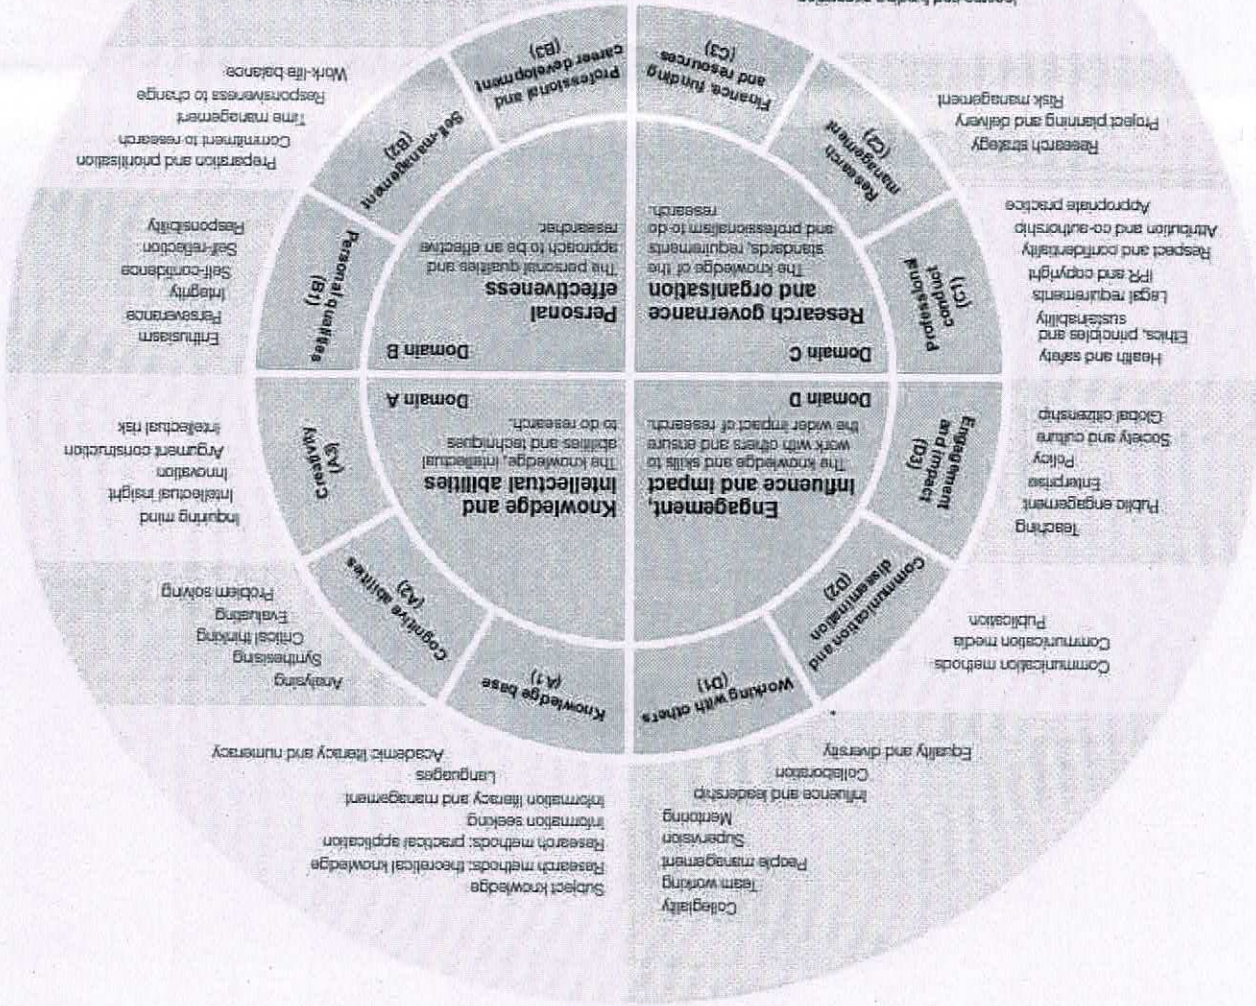 Collegiality
Team working
People management
Supervision
Mentoring
Influence and leadership
Collaboration
Equality and diversity
Subject knowledge
Research methods: theoretical knowledge
Research methods: practical application
Information seeking
Information literacy and management
Languages
Academic literacy and numeracy
Working with others
(D1)
Knowledge base
(A1)
Communication methods
Communication media
Publication
Communication and
dissemination
(D2)
Cognitive abilities
(A2)
Analysing
Synthesising
Critical thinking
Evaluating
Problem solving
Teaching
Public engagement
Enterprise
Policy
Society and culture
Global citizenship
Engagement
and impact
(D3)
Engagement,
Influence and impact
The knowledge and skills to
work with others and ensure
the wider impact of research.
Domain D
Knowledge and
Intellectual abilities
The knowledge, intellectual
abilities and techniques
to do research.
Domain A
Creativity
(A3)
Inquiring mind
Intellectual insight
Innovation
Argument construction
Intellectual risk
Health and safety
Ethics, principles and
sustainability
Legal requirements
IPR and copyright
Respect and confidentiality
Attribution and co-authorship
Appropriate practice
Professional
conduct
(C1)
Domain C
Research governance
and organisation
The knowledge of the
standards, requirements
and professionalism to do
research.
Domain B
Personal
effectiveness
The personal qualities and
approach to be an effective
researcher.
Personal qualities
(B1)
Enthusiasm
Perseverance
Integrity
Self-confidence
Self-reflection
Responsibility
Research strategy
Project planning and delivery
Risk management
Research
management
(C2)
Self-management
(B2)
Preparation and prioritisation
Commitment to research
Time management
Responsiveness to change
Work-life balance
Finance, funding
and resources
(C3)
Professional and
career development
(B3)